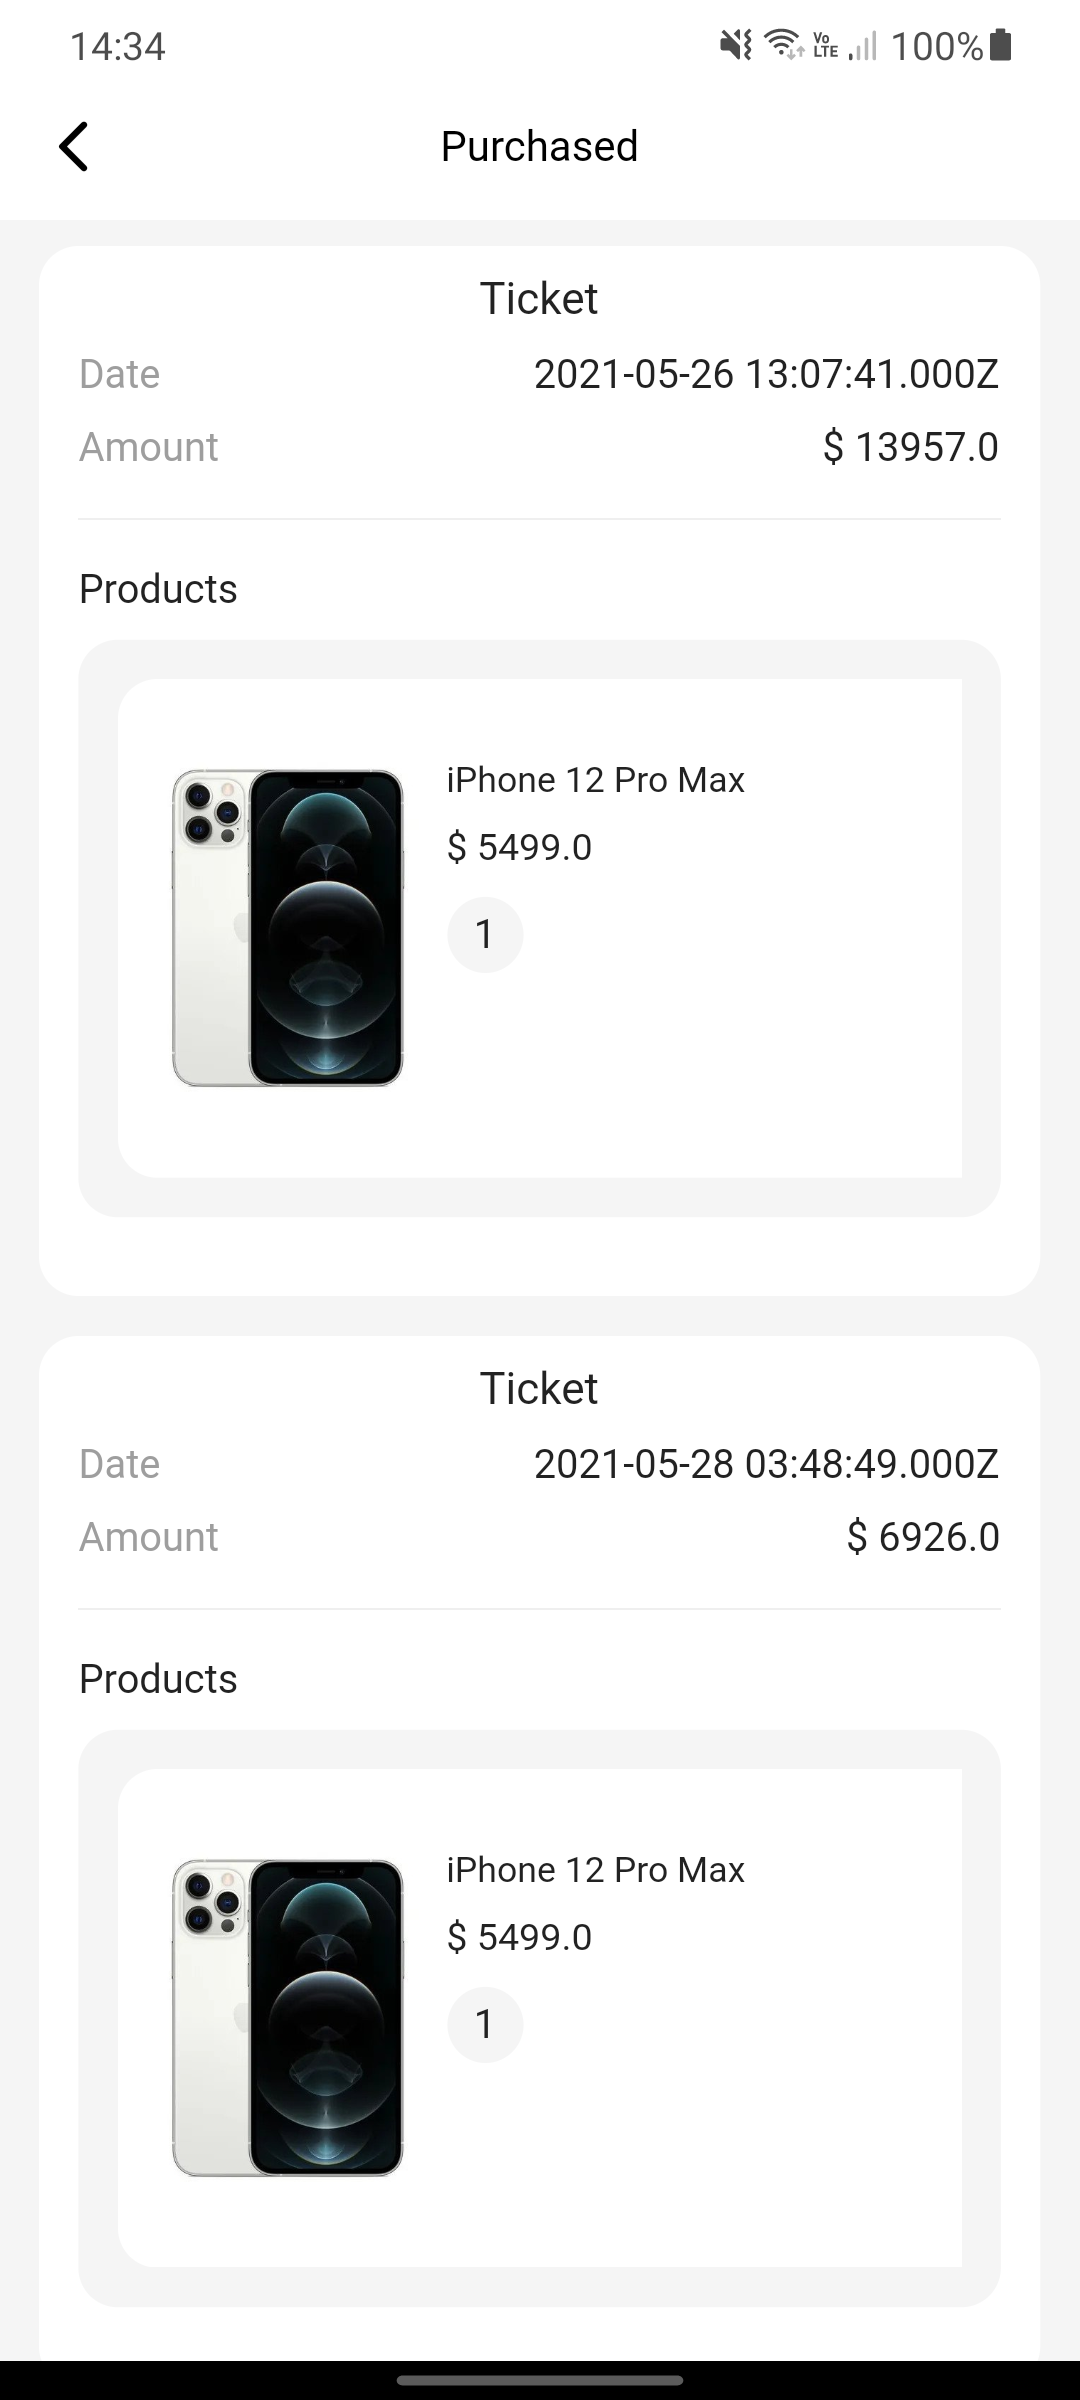 14:34
Vo LTE 100%
Purchased
Ticket
Date 2021-05-26 13:07:41.000Z
Amount $ 13957.0
Products
iPhone 12 Pro Max
$ 5499.0
1
Ticket
Date 2021-05-28 03:48:49.000Z
Amount $ 6926.0
Products
iPhone 12 Pro Max
$ 5499.0
1